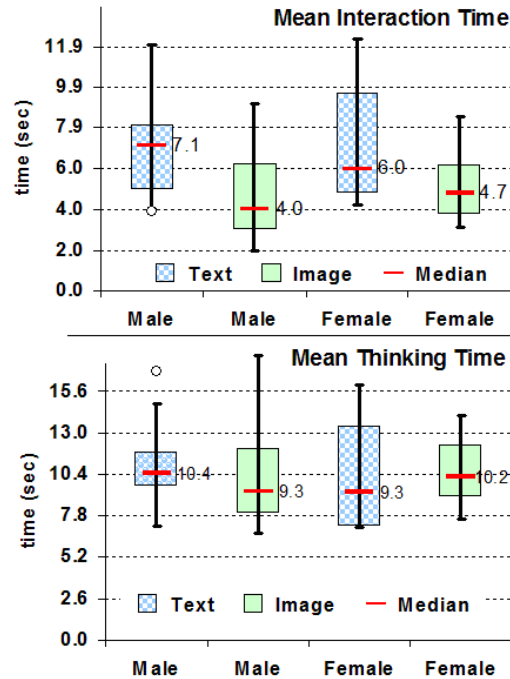 Mean Interaction Time
time (sec)
11.9
9.9
7.9
6.0
4.0
2.0
0.0
7.1
4.0
6.0
4.7
Text Image Median
Male Male Female Female
Mean Thinking Time
time (sec)
15.6
13.0
10.4
7.8
5.2
2.6
0.0
10.4
9.3
9.3
10.2
Text Image Median
Male Male Female Female